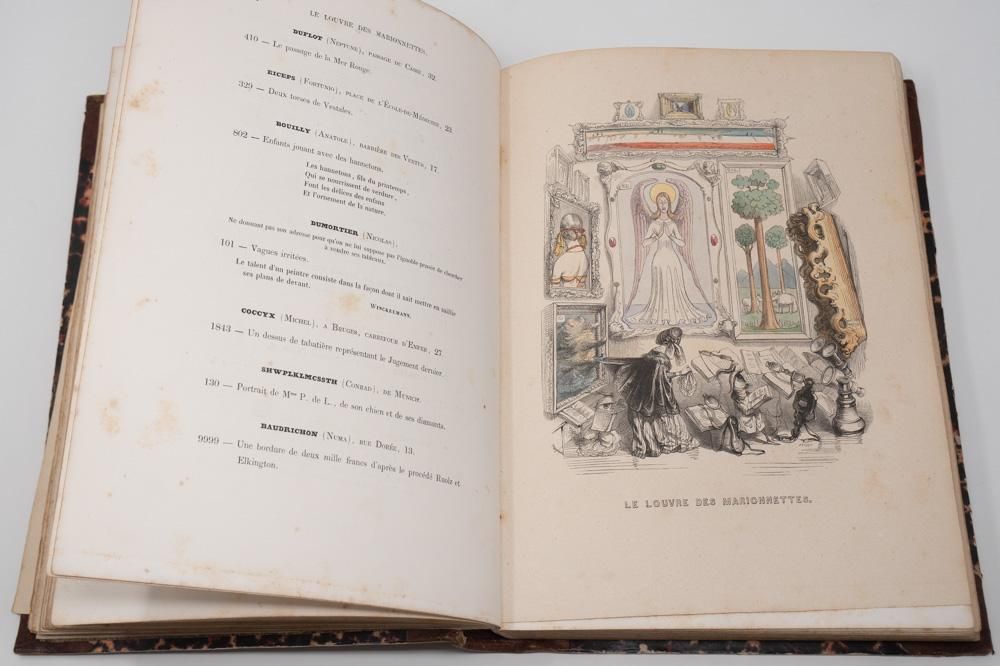 LE LOUVRE DES MARIONNETTES.
DUFLOT (Neptune), passage du Caire, 32.
410 — Le passage de la Mer Rouge.
BICEPS (Fortunio), place de l'École-de-Médecine, 22.
329 — Deux torses de Vestales.
BOUILLY (Anatole), barrière des Vertus, 17.
802 — Enfants jouant avec des hannetons.
Les hannetons, fils du printemps,
Qui se nourrissent de verdure,
Font les délices des enfans
Et l'ornement de la nature.
DUMORTIER (Nicolas),
Ne donnant pas son adresse pour qu'on ne lui suppose pas l'ignoble pensée de chercher
à vendre ses tableaux.
101 — Vagues irritées.
Le talent d'un peintre consiste dans la façon dont il sait mettre en saillie
ses plans de devant.
Winckelmann.
COCCYX (Michel), a Bruges, carrefour d'Enfer, 27.
1843 — Un dessus de tabatière représentant le Jugement dernier.
SHWPLKLMCSSTH (Conrad), de Munich.
130 — Portrait de Mme P. de L., de son chien et de ses diamants.
BAUDRICHON (Numa), rue Dorée, 13.
9999 — Une bordure de deux mille francs d'après le procédé Ruolz et
Elkington.
LE LOUVRE DES MARIONNETTES.